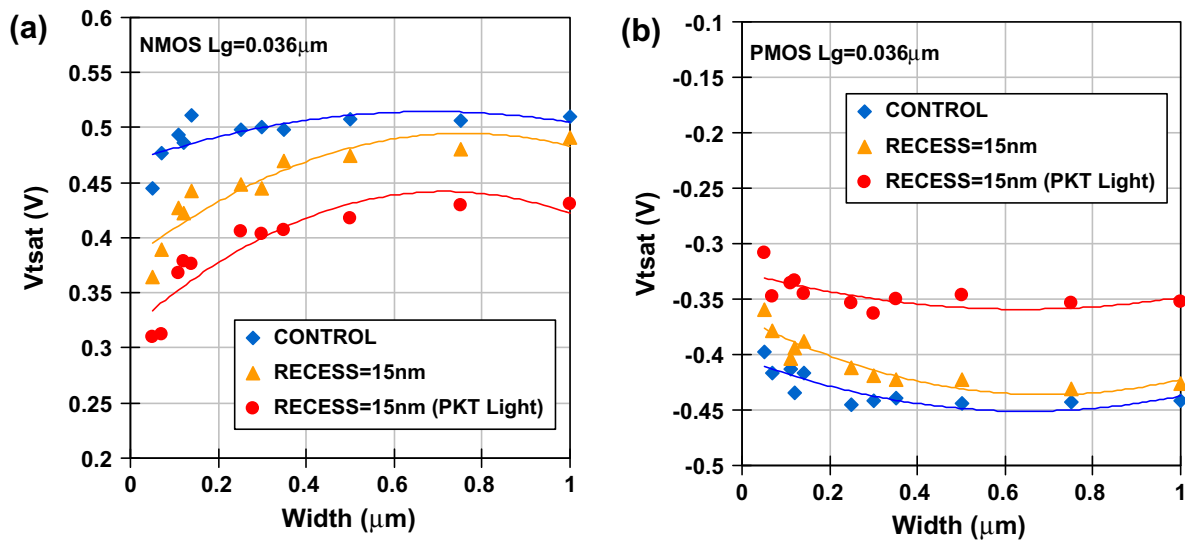 (a)
NMOS Lg=0.036μm
Vtsat (V)
0.6
0.55
0.5
0.45
0.4
0.35
0.3
0.25
0.2
CONTROL
RECESS=15nm
RECESS=15nm (PKT Light)
0 0.2 0.4 0.6 0.8 1
Width (μm)
(b)
PMOS Lg=0.036μm
Vtsat (V)
-0.1
-0.15
-0.2
-0.25
-0.3
-0.35
-0.4
-0.45
-0.5
CONTROL
RECESS=15nm
RECESS=15nm (PKT Light)
0 0.2 0.4 0.6 0.8 1
Width (μm)